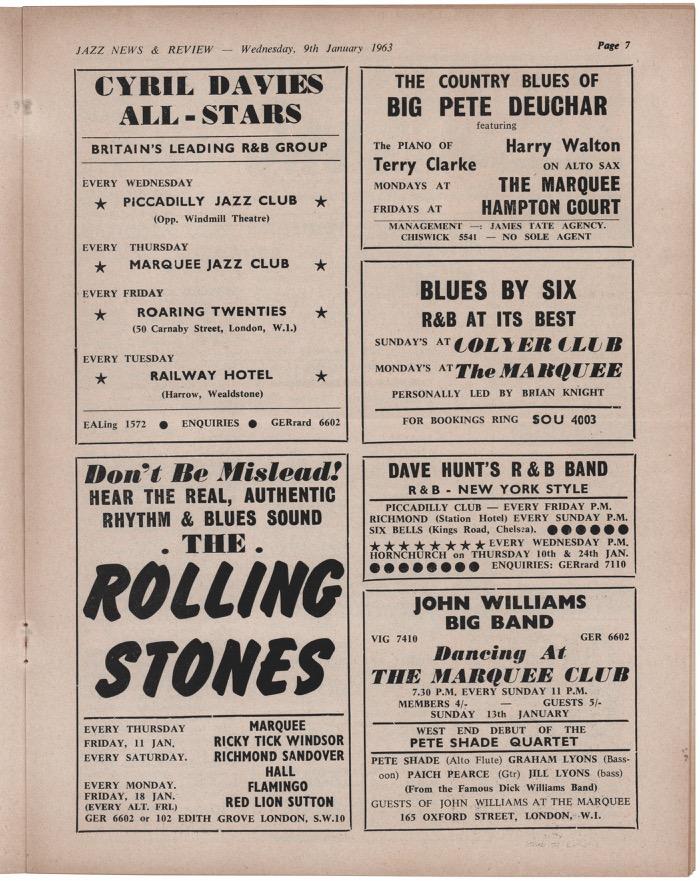 JAZZ NEWS & REVIEW — Wednesday, 9th January 1963
Page 7
CYRIL DAVIES
ALL-STARS
BRITAIN'S LEADING R&B GROUP
EVERY WEDNESDAY
★ PICCADILLY JAZZ CLUB ★
(Opp. Windmill Theatre)
EVERY THURSDAY
★ MARQUEE JAZZ CLUB ★
EVERY FRIDAY
★ ROARING TWENTIES ★
(50 Carnaby Street, London, W.1.)
EVERY TUESDAY
★ RAILWAY HOTEL ★
(Harrow, Wealdstone)
EALing 1572 ● ENQUIRIES ● GERrard 6602
Don't Be Mislead!
HEAR THE REAL, AUTHENTIC
RHYTHM & BLUES SOUND
. THE .
ROLLING
STONES
EVERY THURSDAY MARQUEE
FRIDAY, 11 JAN. RICKY TICK WINDSOR
EVERY SATURDAY. RICHMOND SANDOVER
HALL
EVERY MONDAY. FLAMINGO
FRIDAY, 18 JAN. RED LION SUTTON
(EVERY ALT. FRI.)
GER 6602 or 102 EDITH GROVE LONDON, S.W.10
THE COUNTRY BLUES OF
BIG PETE DEUCHAR
featuring
The PIANO OF Harry Walton
Terry Clarke ON ALTO SAX
MONDAYS AT THE MARQUEE
FRIDAYS AT HAMPTON COURT
MANAGEMENT —: JAMES TATE AGENCY.
CHISWICK 5541 — NO SOLE AGENT
BLUES BY SIX
R&B AT ITS BEST
SUNDAY'S AT COLYER CLUB
MONDAY'S AT The MARQUEE
PERSONALLY LED BY BRIAN KNIGHT
FOR BOOKINGS RING SOU 4003
DAVE HUNT'S R&B BAND
R&B - NEW YORK STYLE
PICCADILLY CLUB — EVERY FRIDAY P.M.
RICHMOND (Station Hotel) EVERY SUNDAY P.M.
SIX BELLS (Kings Road, Chelsea). ●●●●●●
★★★★★★★★ EVERY WEDNESDAY P.M.
HORNCHURCH on THURSDAY 10th & 24th JAN.
●●●●●●●● ENQUIRIES: GERrard 7110
JOHN WILLIAMS
BIG BAND
VIG 7410 GER 6602
Dancing At
THE MARQUEE CLUB
7.30 P.M. EVERY SUNDAY 11 P.M.
MEMBERS 4/- — GUESTS 5/-
SUNDAY 13th JANUARY
WEST END DEBUT OF THE
PETE SHADE QUARTET
PETE SHADE (Alto Flute) GRAHAM LYONS (Bass-
oon) PAICH PEARCE (Gtr) JILL LYONS (bass)
(From the Famous Dick Williams Band)
GUESTS OF JOHN WILLIAMS AT THE MARQUEE
165 OXFORD STREET, LONDON, W.I.